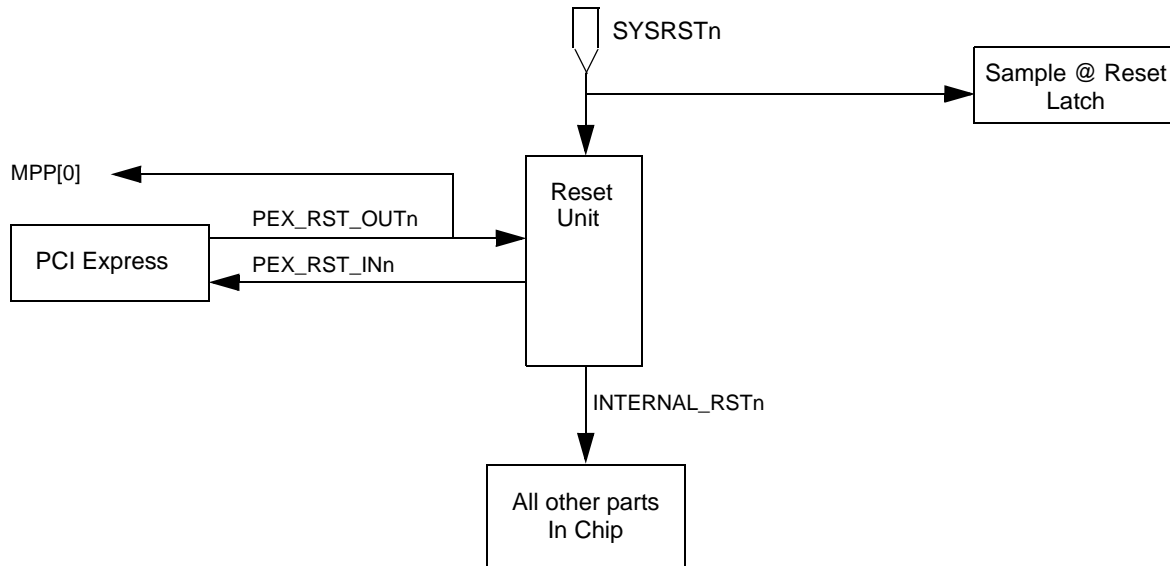 SYSRSTn
Sample @ Reset
Latch
MPP[0]
Reset
Unit
PEX_RST_OUTn
PCI Express
PEX_RST_INn
INTERNAL_RSTn
All other parts
In Chip